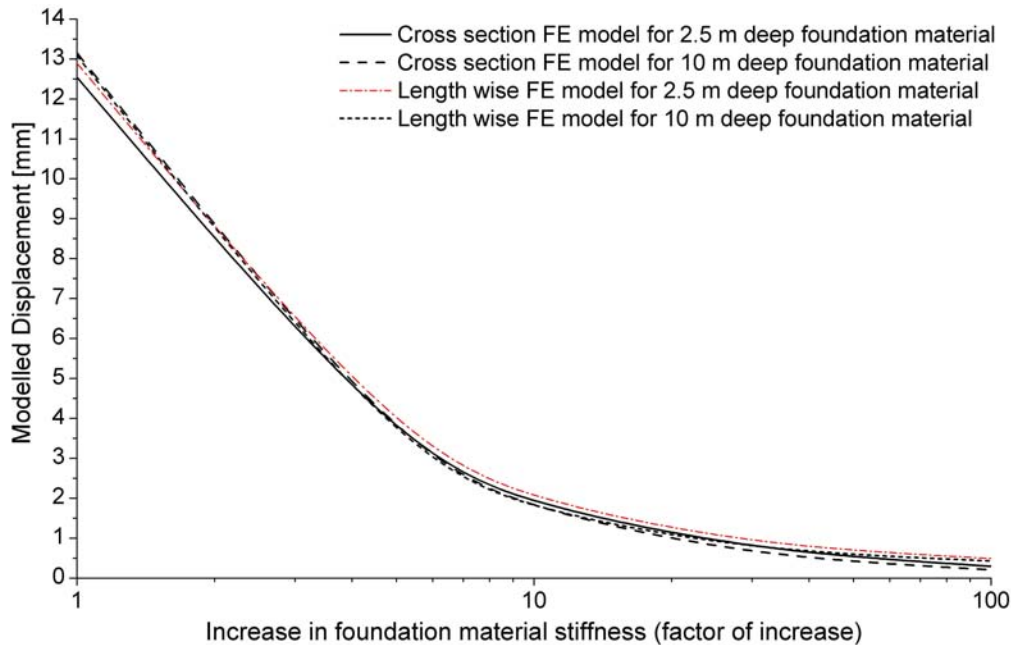 14
13
12
11
10
9
8
7
6
5
4
3
2
1
0
Modelled Displacement [mm]
Cross section FE model for 2.5 m deep foundation material
Cross section FE model for 10 m deep foundation material
Length wise FE model for 2.5 m deep foundation material
Length wise FE model for 10 m deep foundation material
1 10 100
Increase in foundation material stiffness (factor of increase)